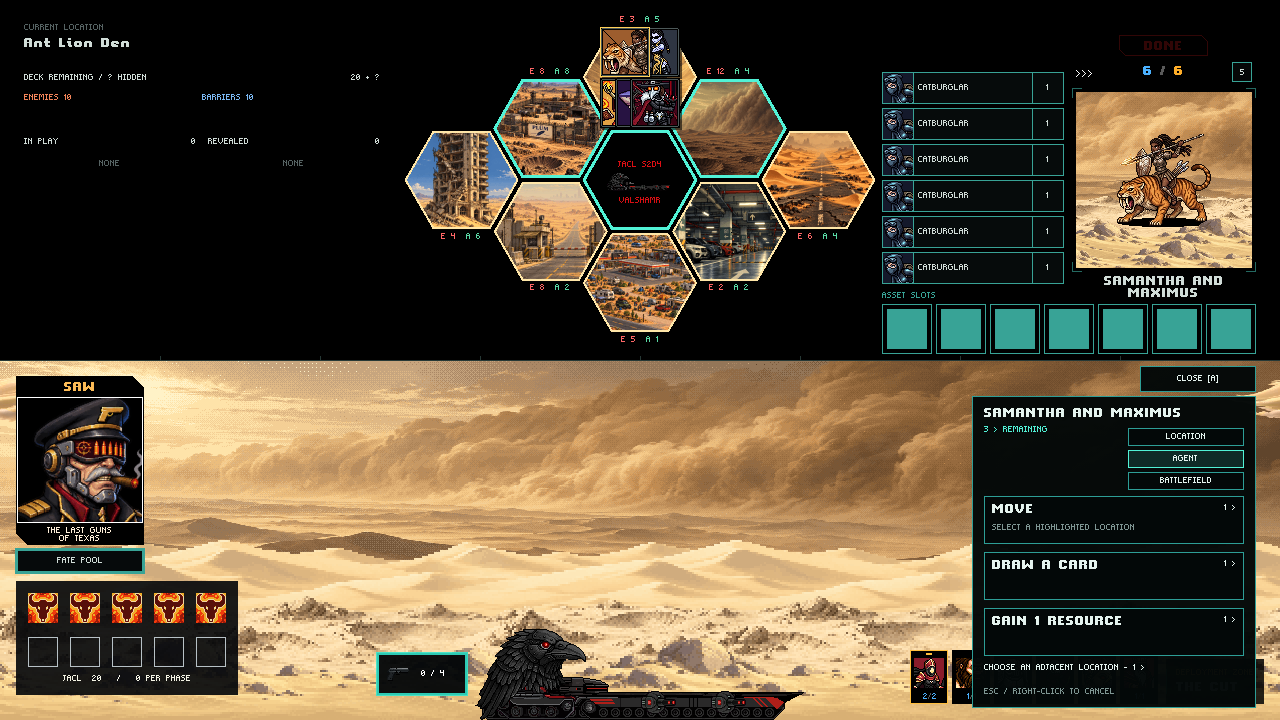 CURRENT LOCATION
Ant Lion Den
DECK REMAINING / ? HIDDEN
20 + ?
ENEMIES 10
BARRIERS 10
IN PLAY
0
REVEALED
0
NONE
NONE
E 3 A 5
E 8 A 8
E 12 A 4
PLUM
JACL S2D4
VALSHAMR
E 4 A 6
E 6 A 4
E 8 A 2
E 2 A 2
E 5 A 1
DONE
6 / 6
5
>>>
CATBURGLAR
1
CATBURGLAR
1
CATBURGLAR
1
CATBURGLAR
1
CATBURGLAR
1
CATBURGLAR
1
SAMANTHA AND
MAXIMUS
ASSET SLOTS
SAW
THE LAST GUNS
OF TEXAS
FATE POOL
JACL 20 / 0 PER PHASE
0 / 4
2/2
CLOSE [A]
SAMANTHA AND MAXIMUS
3 > REMAINING
LOCATION
AGENT
BATTLEFIELD
MOVE
1 >
SELECT A HIGHLIGHTED LOCATION
DRAW A CARD
1 >
GAIN 1 RESOURCE
1 >
CHOOSE AN ADJACENT LOCATION - 1 >
ESC / RIGHT-CLICK TO CANCEL